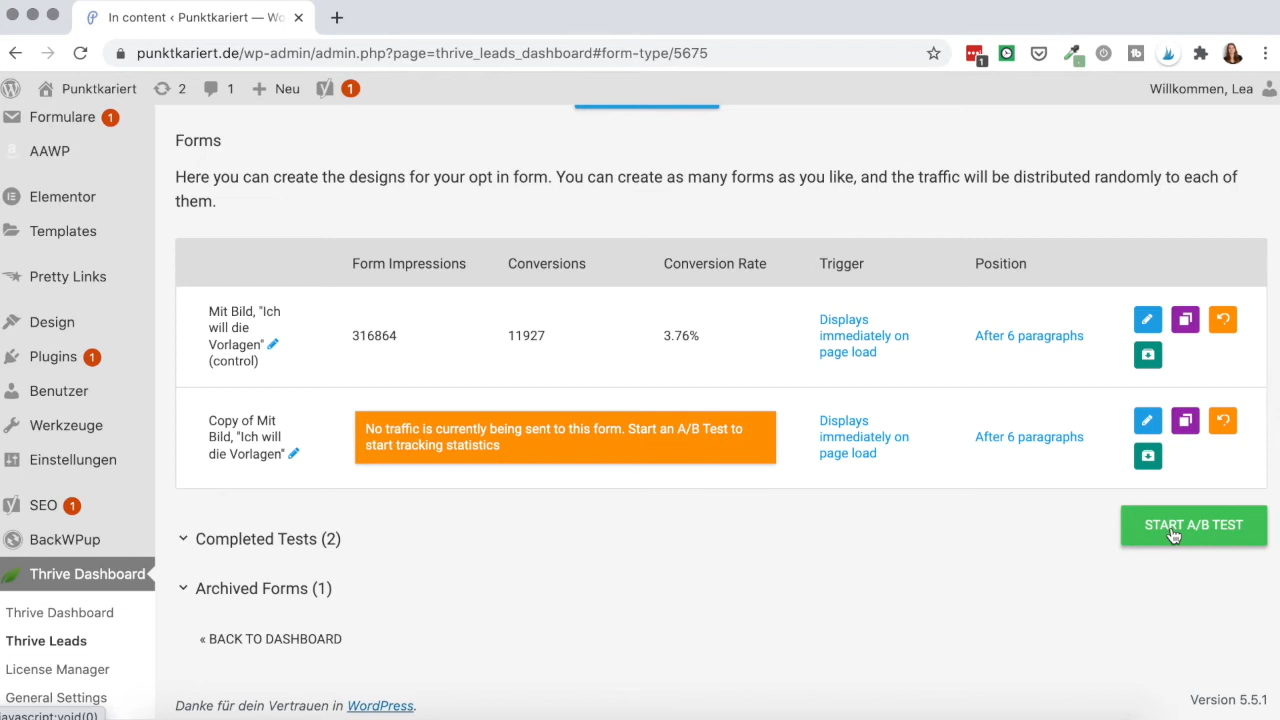 In content ‹ Punktkariert — Wo
punktkariert.de/wp-admin/admin.php?page=thrive_leads_dashboard#form-type/5675
1
Punktkariert
2
1
Neu
1
Willkommen, Lea
Formulare 1
AAWP
Elementor
Templates
Pretty Links
Design
Plugins 1
Benutzer
Werkzeuge
Einstellungen
SEO 1
BackWPup
Thrive Dashboard
Thrive Dashboard
Thrive Leads
License Manager
General Settings
javascript:void(0)
Forms
Here you can create the designs for your opt in form. You can create as many forms as you like, and the traffic will be distributed randomly to each of
them.
Form Impressions
Conversions
Conversion Rate
Trigger
Position
Mit Bild, "Ich
will die
Vorlagen"
(control)
316864
11927
3.76%
Displays
immediately on
page load
After 6 paragraphs
Copy of Mit
Bild, "Ich will
die Vorlagen"
No traffic is currently being sent to this form. Start an A/B Test to
start tracking statistics
Displays
immediately on
page load
After 6 paragraphs
START A/B TEST
Completed Tests (2)
Archived Forms (1)
« BACK TO DASHBOARD
Danke für dein Vertrauen in WordPress.
Version 5.5.1